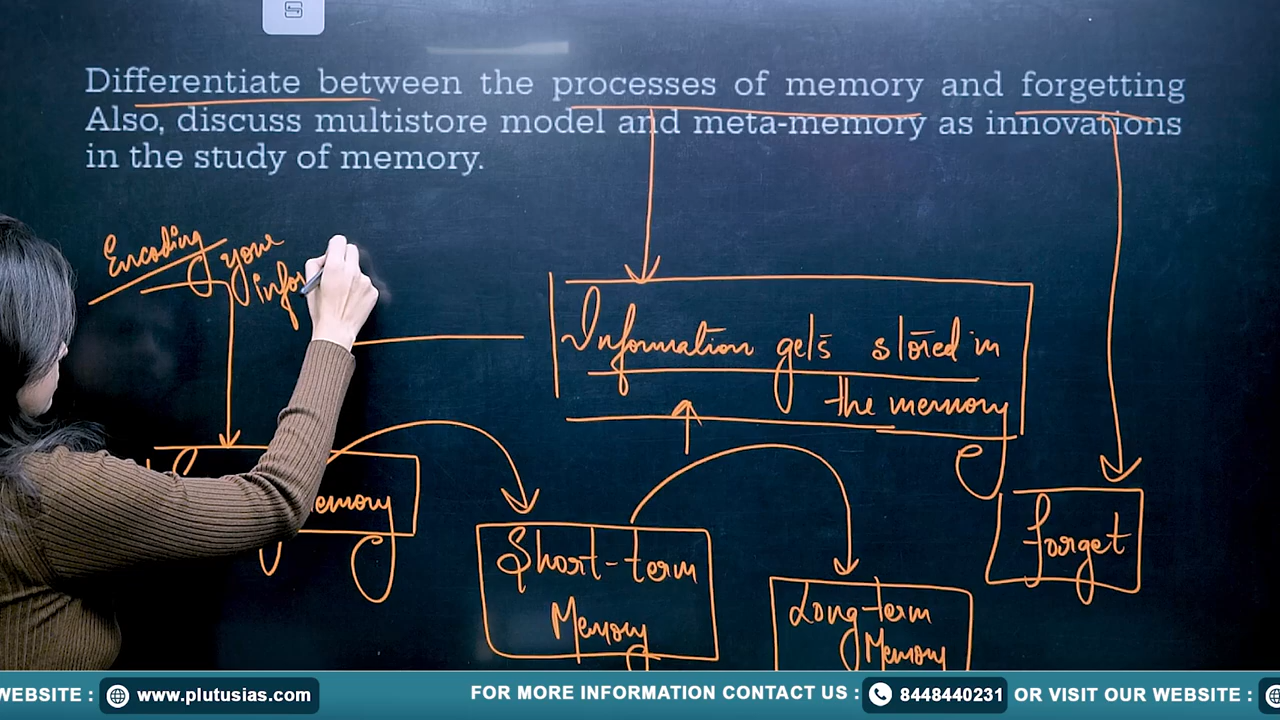 Differentiate between the processes of memory and forgetting
Also, discuss multistore model and meta-memory as innovations
in the study of memory.
Encoding your
infor
Information gets stored in
the memory
emory
Short-term
Memory
Long-term
Memory
forget
WEBSITE : www.plutusias.com
FOR MORE INFORMATION CONTACT US : 8448440231 OR VISIT OUR WEBSITE :